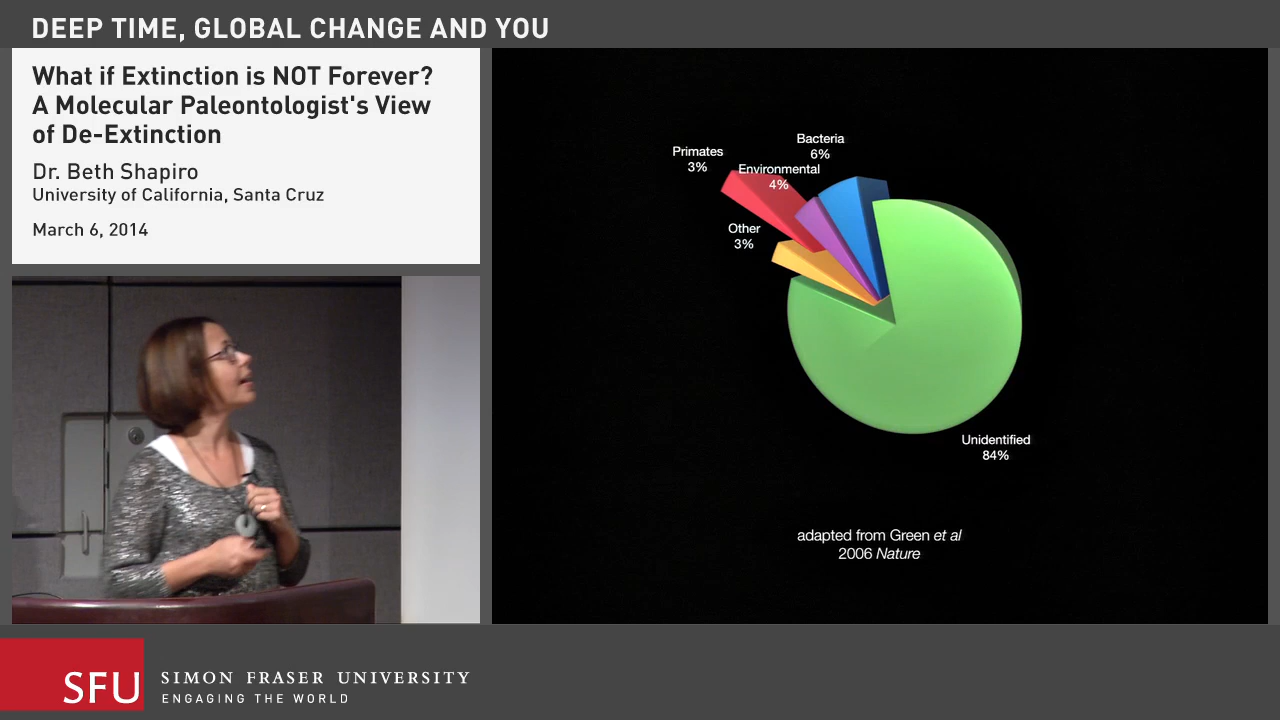 DEEP TIME, GLOBAL CHANGE AND YOU
What if Extinction is NOT Forever?
A Molecular Paleontologist's View
of De-Extinction
Dr. Beth Shapiro
University of California, Santa Cruz
March 6, 2014
Bacteria
6%
Primates
3%
Environmental
4%
Other
3%
Unidentified
84%
adapted from Green et al
2006 Nature
SFU
SIMON FRASER UNIVERSITY
ENGAGING THE WORLD